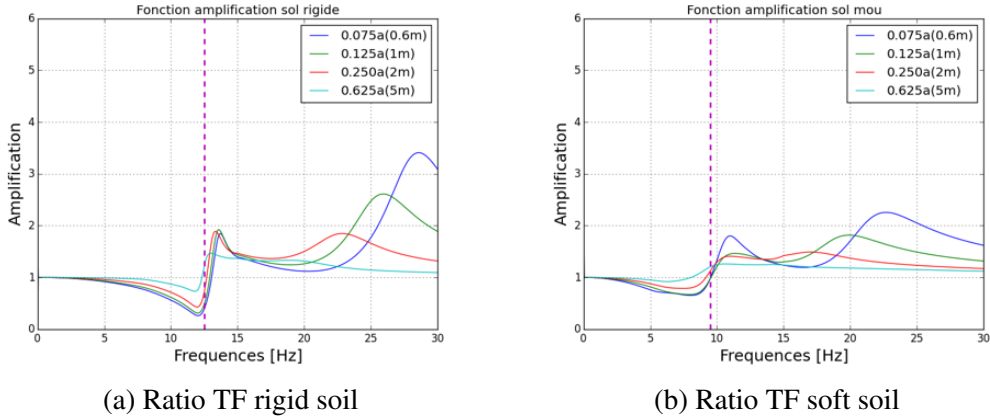 Fonction amplification sol rigide
6
5
4
3
2
1
0
Amplification
0.075a(0.6m)
0.125a(1m)
0.250a(2m)
0.625a(5m)
0 5 10 15 20 25 30
Frequences [Hz]
(a) Ratio TF rigid soil
Fonction amplification sol mou
6
5
4
3
2
1
0
Amplification
0.075a(0.6m)
0.125a(1m)
0.250a(2m)
0.625a(5m)
0 5 10 15 20 25 30
Frequences [Hz]
(b) Ratio TF soft soil